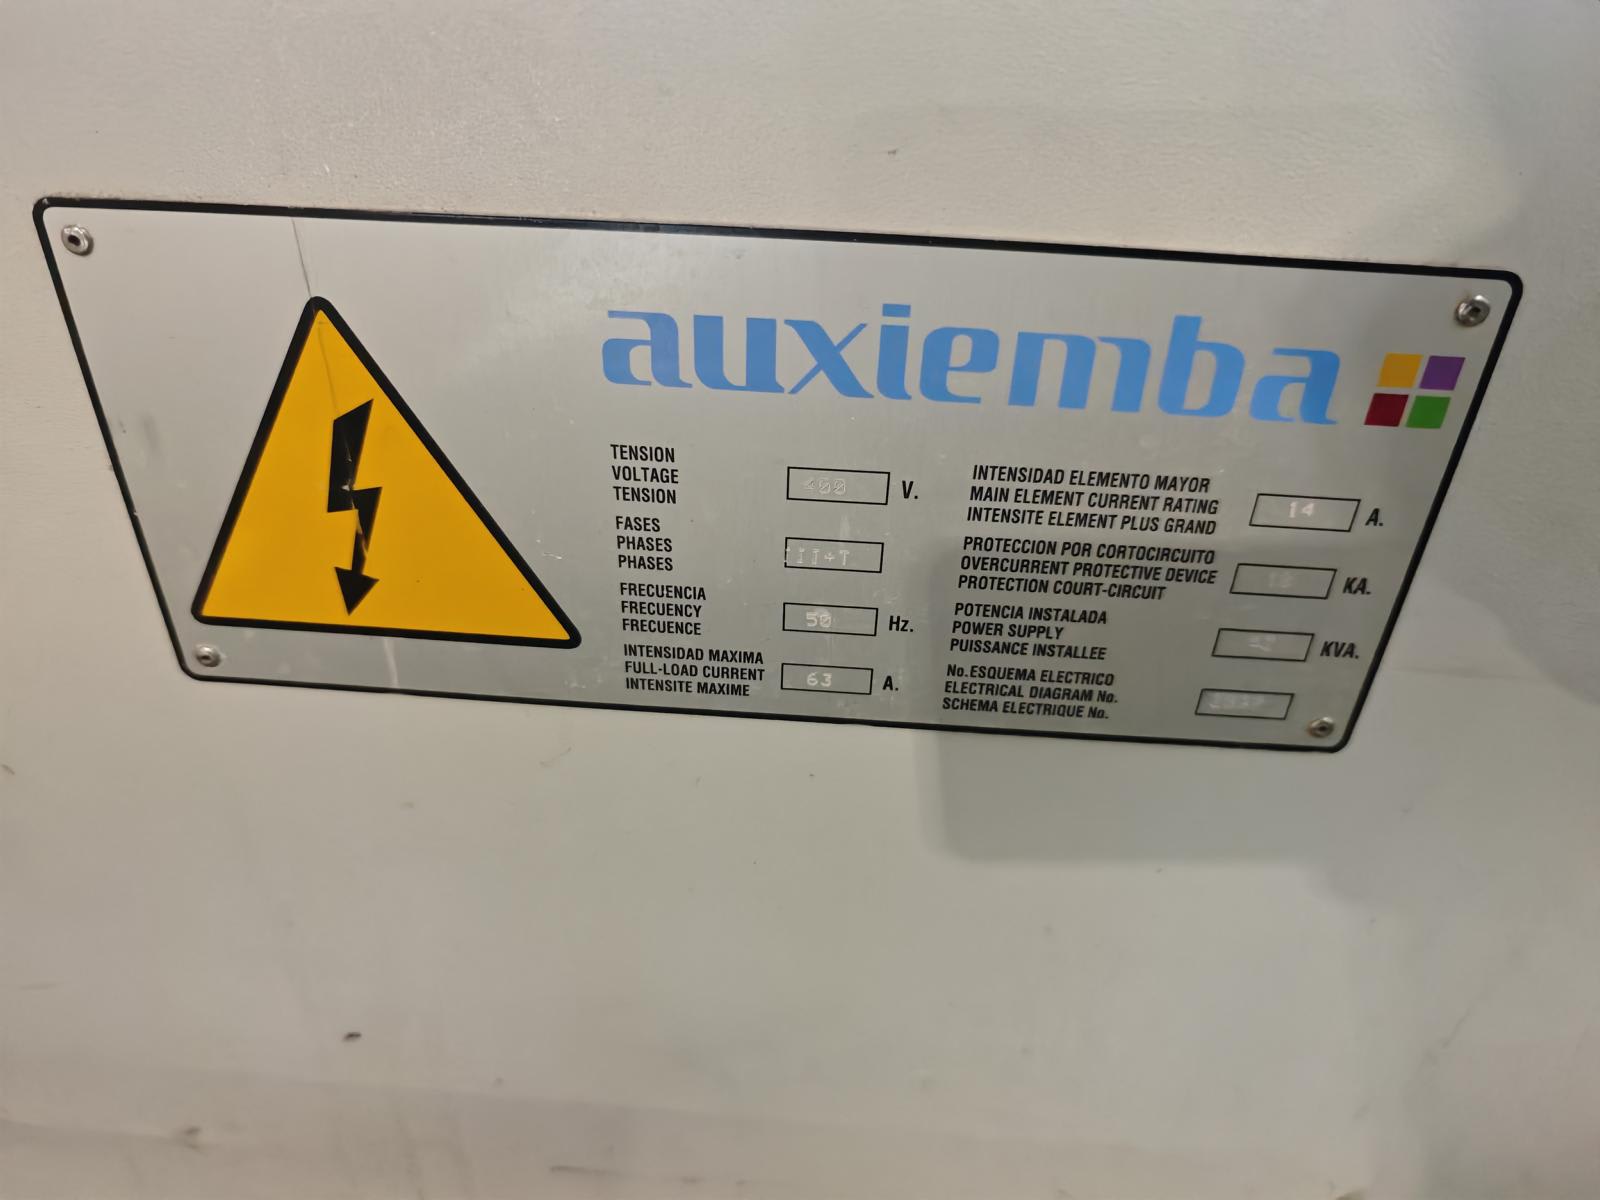 auxiemba
TENSION
VOLTAGE
TENSION
400 V.
FASES
PHASES
PHASES
III+T
FRECUENCIA
FRECUENCY
FRECUENCE
50 Hz.
INTENSIDAD MAXIMA
FULL-LOAD CURRENT
INTENSITE MAXIME
63 A.
INTENSIDAD ELEMENTO MAYOR
MAIN ELEMENT CURRENT RATING
INTENSITE ELEMENT PLUS GRAND
14 A.
PROTECCION POR CORTOCIRCUITO
OVERCURRENT PROTECTIVE DEVICE
PROTECTION COURT-CIRCUIT
KA.
POTENCIA INSTALADA
POWER SUPPLY
PUISSANCE INSTALLEE
KVA.
No. ESQUEMA ELECTRICO
ELECTRICAL DIAGRAM No.
SCHEMA ELECTRIQUE No.